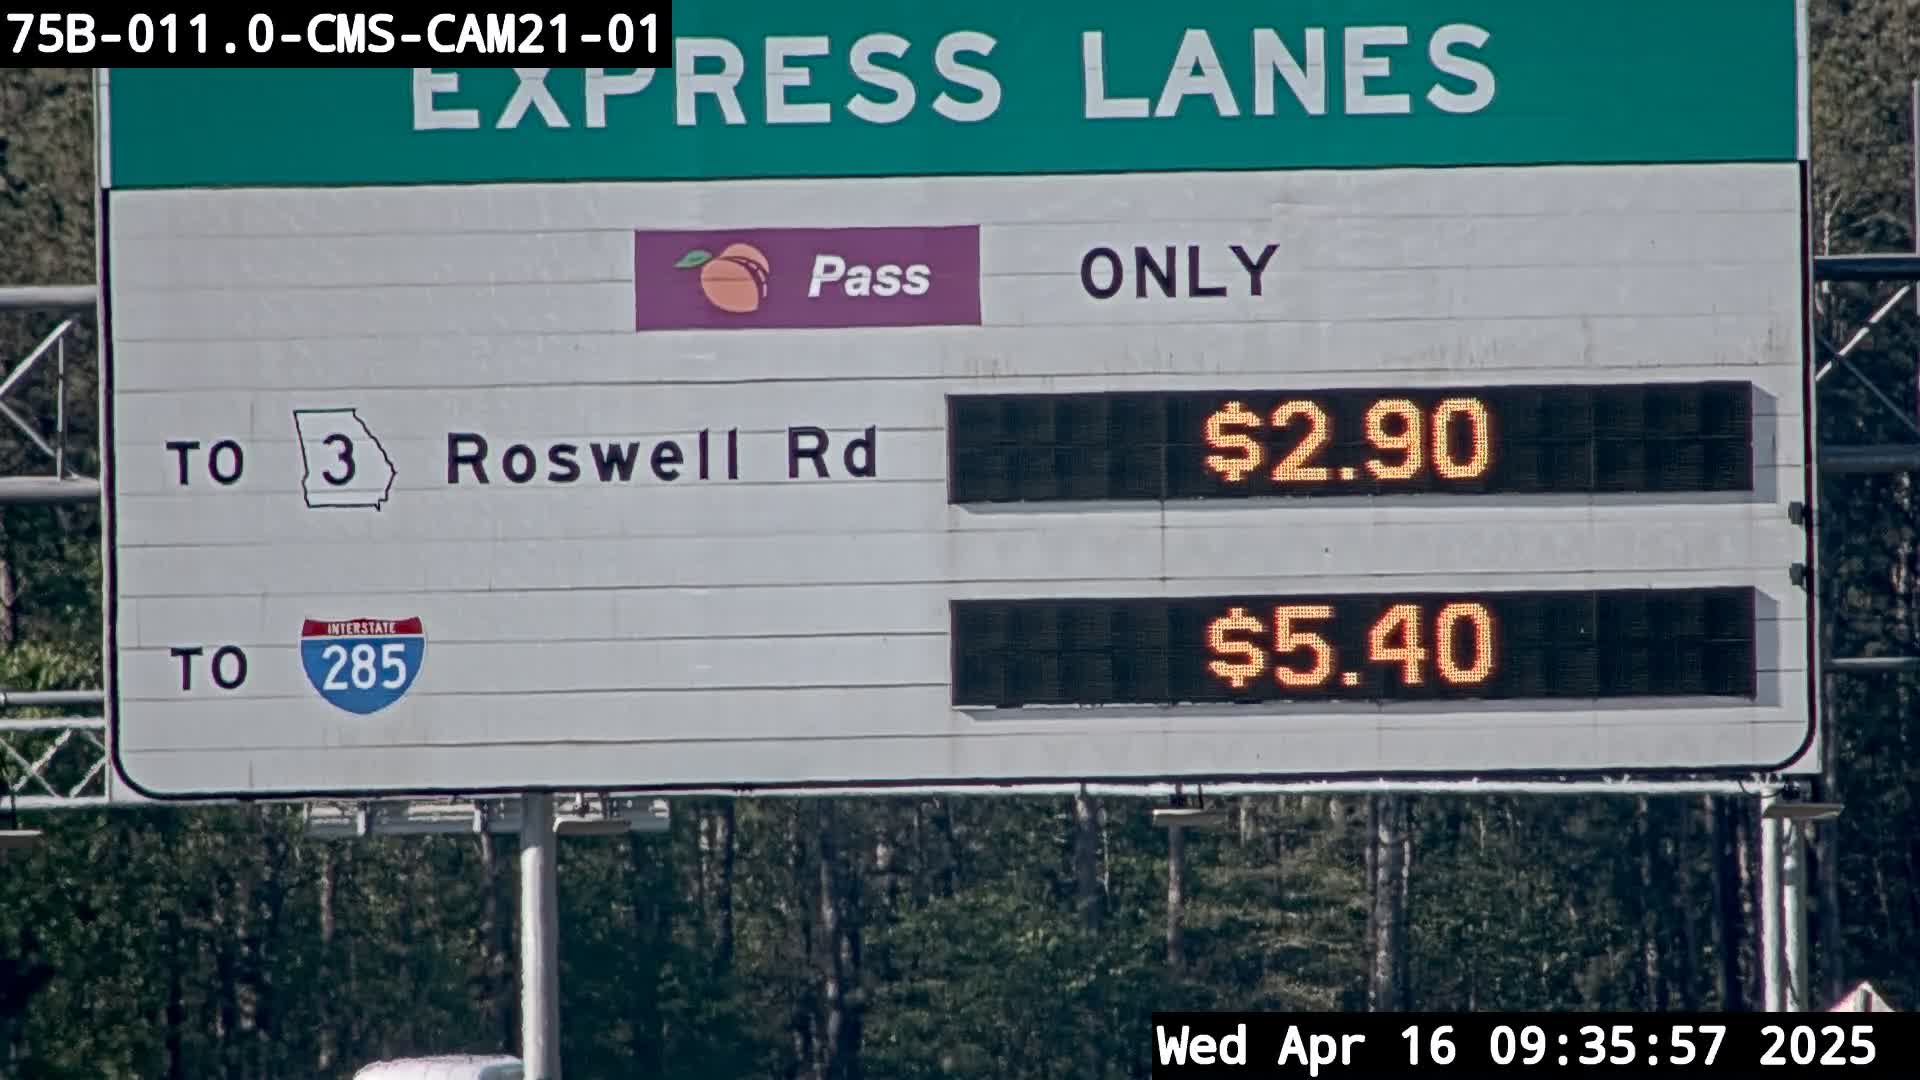 75B-011.0-CMS-CAM21-01
EXPRESS LANES
Pass ONLY
TO 3 Roswell Rd $2.90
INTERSTATE
TO 285 $5.40
Wed Apr 16 09:35:57 2025